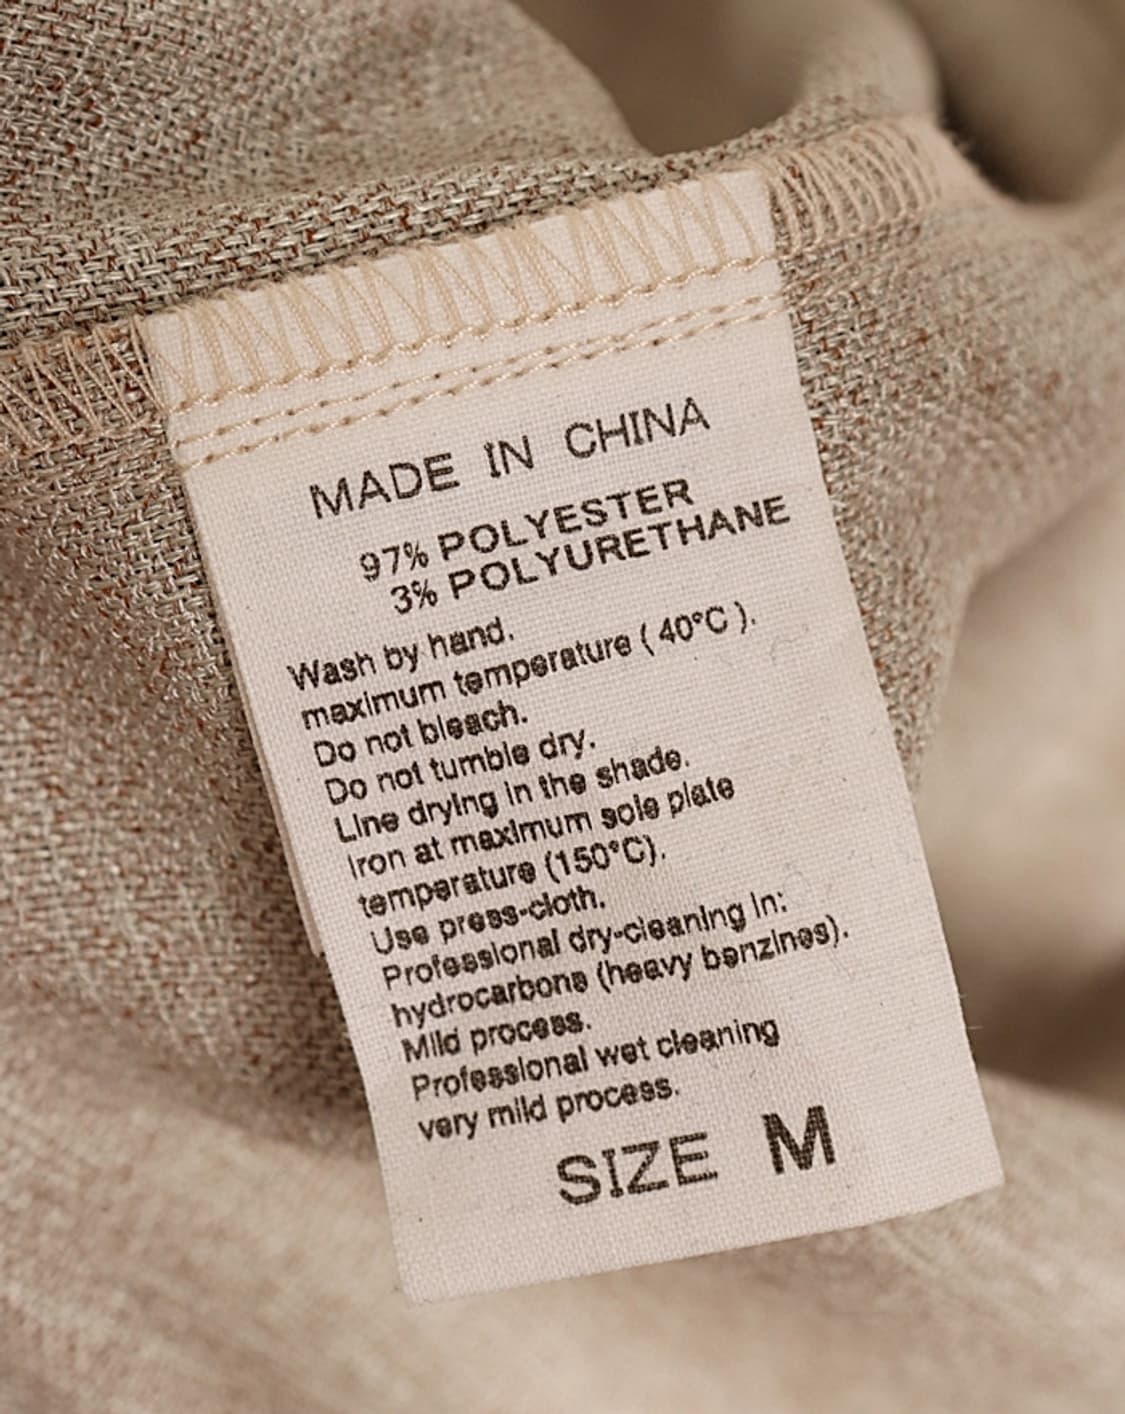 MADE IN CHINA
97% POLYESTER
3% POLYURETHANE
Wash by hand.
maximum temperature ( 40°C ).
Do not bleach.
Do not tumble dry.
Line drying in the shade.
Iron at maximum sole plate
temperature (150°C).
Use press-cloth.
Professional dry-cleaning in:
hydrocarbons (heavy benzines).
Mild process.
Professional wet cleaning
very mild process.
SIZE M